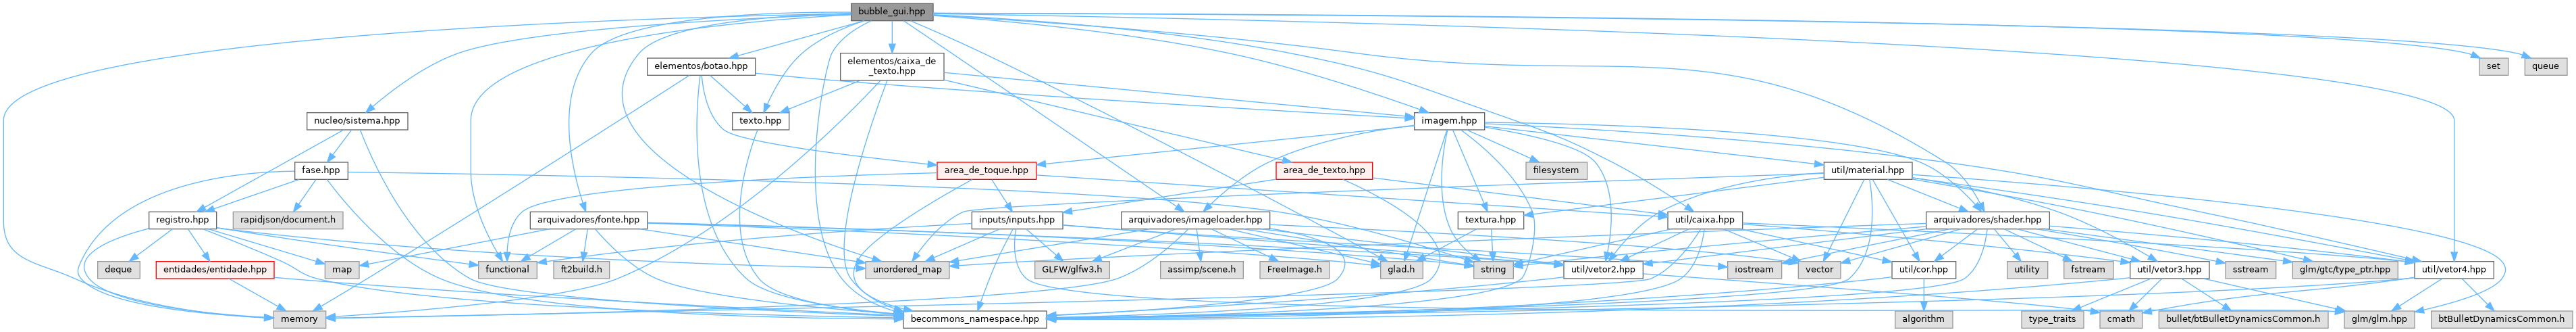 bubble_gui.hpp
elementos/botao.hpp
elementos/caixa_de
_texto.hpp
set
queue
nucleo/sistema.hpp
texto.hpp
imagem.hpp
fase.hpp
area_de_toque.hpp
area_de_texto.hpp
filesystem
util/material.hpp
registro.hpp
rapidjson/document.h
arquivadores/fonte.hpp
inputs/inputs.hpp
arquivadores/imageloader.hpp
textura.hpp
util/caixa.hpp
arquivadores/shader.hpp
deque
entidades/entidade.hpp
map
functional
ft2build.h
unordered_map
GLFW/glfw3.h
assimp/scene.h
FreeImage.h
glad.h
string
util/vetor2.hpp
iostream
vector
util/cor.hpp
utility
fstream
util/vetor3.hpp
sstream
glm/gtc/type_ptr.hpp
util/vetor4.hpp
memory
becommons_namespace.hpp
algorithm
type_traits
cmath
bullet/btBulletDynamicsCommon.h
glm/glm.hpp
btBulletDynamicsCommon.h